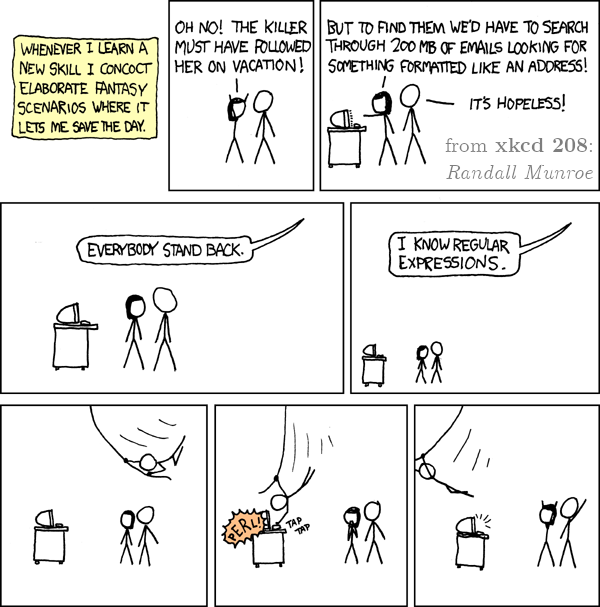 WHENEVER I LEARN A
NEW SKILL I CONCOCT
ELABORATE FANTASY
SCENARIOS WHERE IT
LETS ME SAVE THE DAY.
OH NO! THE KILLER
MUST HAVE FOLLOWED
HER ON VACATION!
BUT TO FIND THEM WE'D HAVE TO SEARCH
THROUGH 200 MB OF EMAILS LOOKING FOR
SOMETHING FORMATTED LIKE AN ADDRESS!
IT'S HOPELESS!
from xkcd 208:
Randall Munroe
EVERYBODY STAND BACK.
I KNOW REGULAR
EXPRESSIONS.
PERL!
TAP
TAP